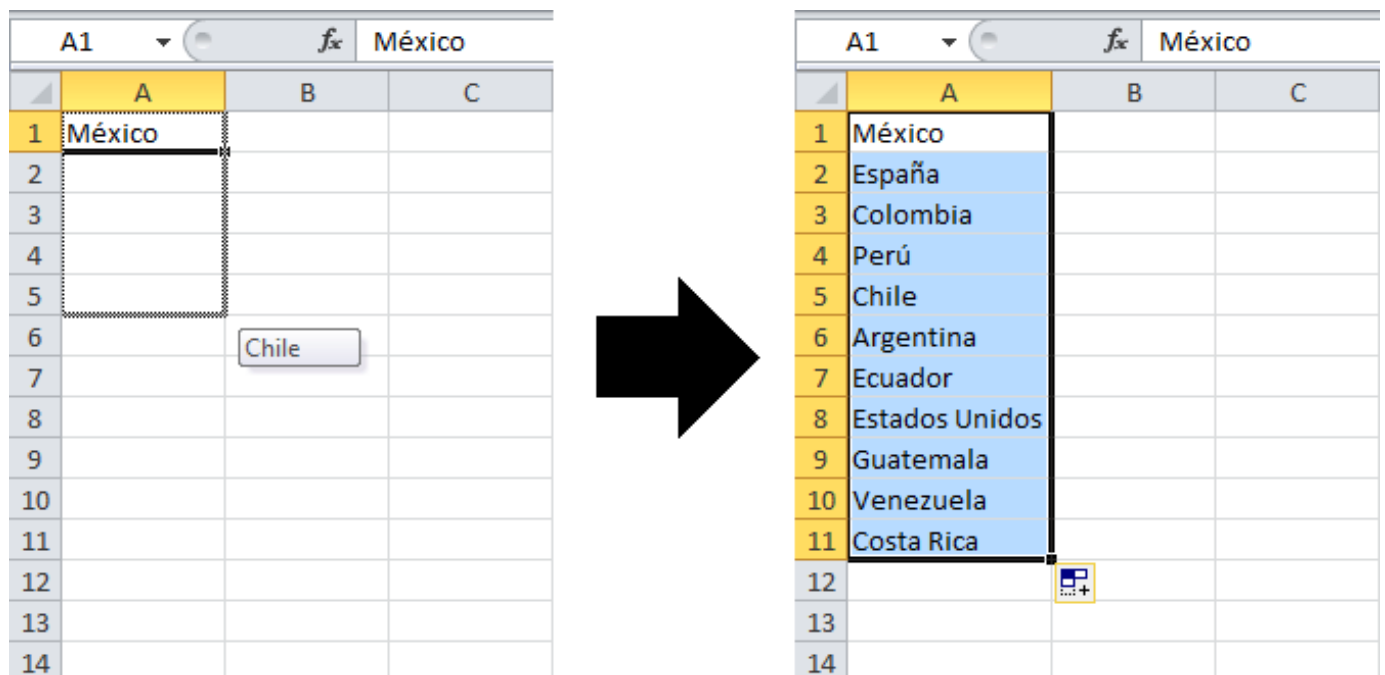 A1 fx México
A B C
1 México
2
3
4
5
6 Chile
7
8
9
10
11
12
13
14
A1 fx México
A B C
1 México
2 España
3 Colombia
4 Perú
5 Chile
6 Argentina
7 Ecuador
8 Estados Unidos
9 Guatemala
10 Venezuela
11 Costa Rica
12
13
14